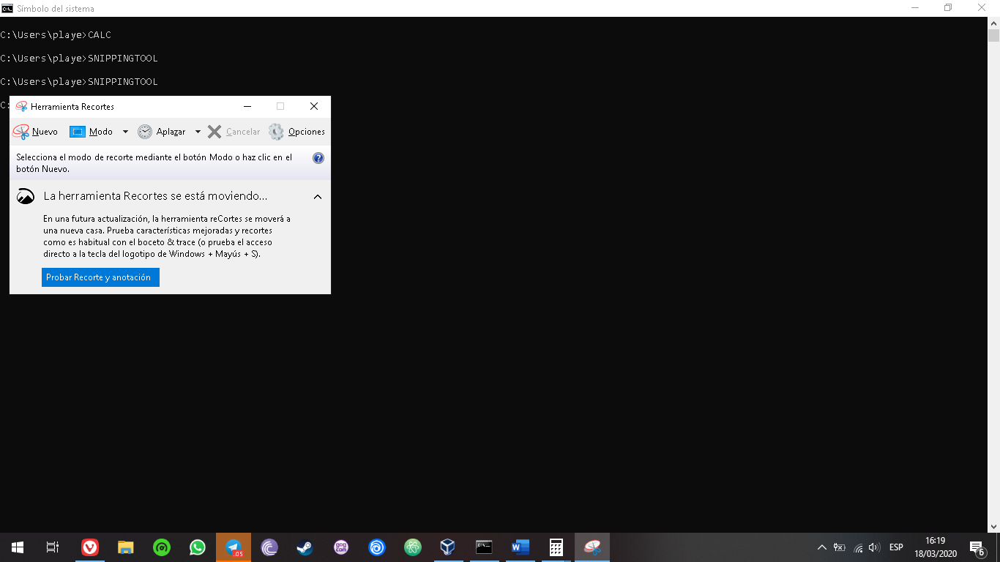 Símbolo del sistema
C:\Users\playe>CALC
C:\Users\playe>SNIPPINGTOOL
C:\Users\playe>SNIPPINGTOOL
C:
Herramienta Recortes
Nuevo Modo Aplazar Cancelar Opciones
Selecciona el modo de recorte mediante el botón Modo o haz clic en el
botón Nuevo.
La herramienta Recortes se está moviendo...
En una futura actualización, la herramienta reCortes se moverá a
una nueva casa. Prueba características mejoradas y recortes
como es habitual con el boceto & trace (o prueba el acceso
directo a la tecla del logotipo de Windows + Mayús + S).
Probar Recorte y anotación
.05
GOG
COM
W
ESP
16:19
18/03/2020
6